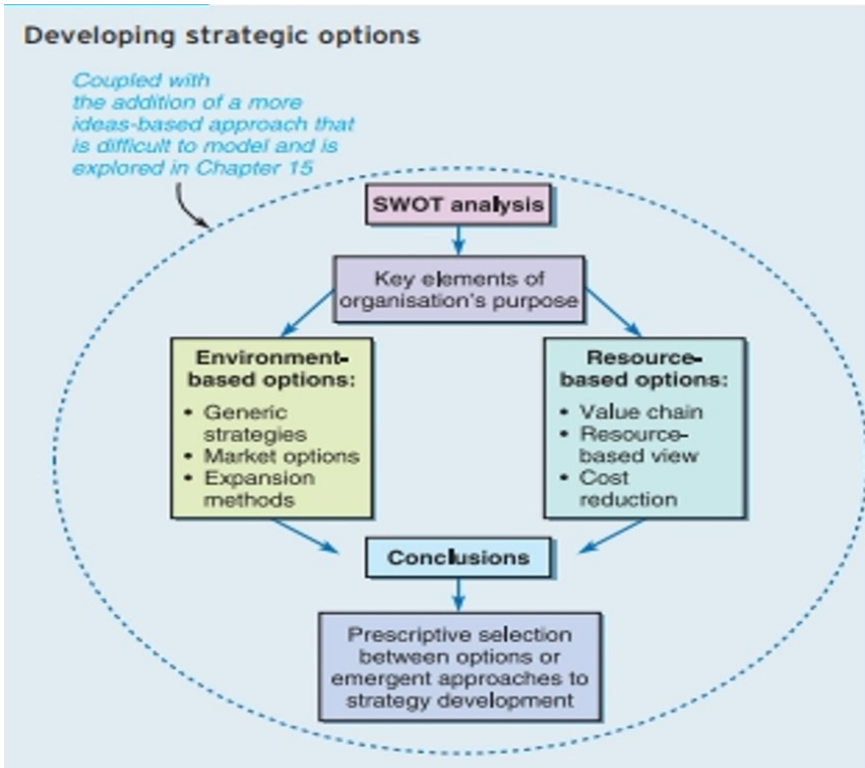 Developing strategic options
Coupled with
the addition of a more
ideas-based approach that
is difficult to model and is
explored in Chapter 15
SWOT analysis
Key elements of
organisation's purpose
Environment-
based options:
• Generic
strategies
• Market options
• Expansion
methods
Resource-
based options:
• Value chain
• Resource-
based view
• Cost
reduction
Conclusions
Prescriptive selection
between options or
emergent approaches to
strategy development